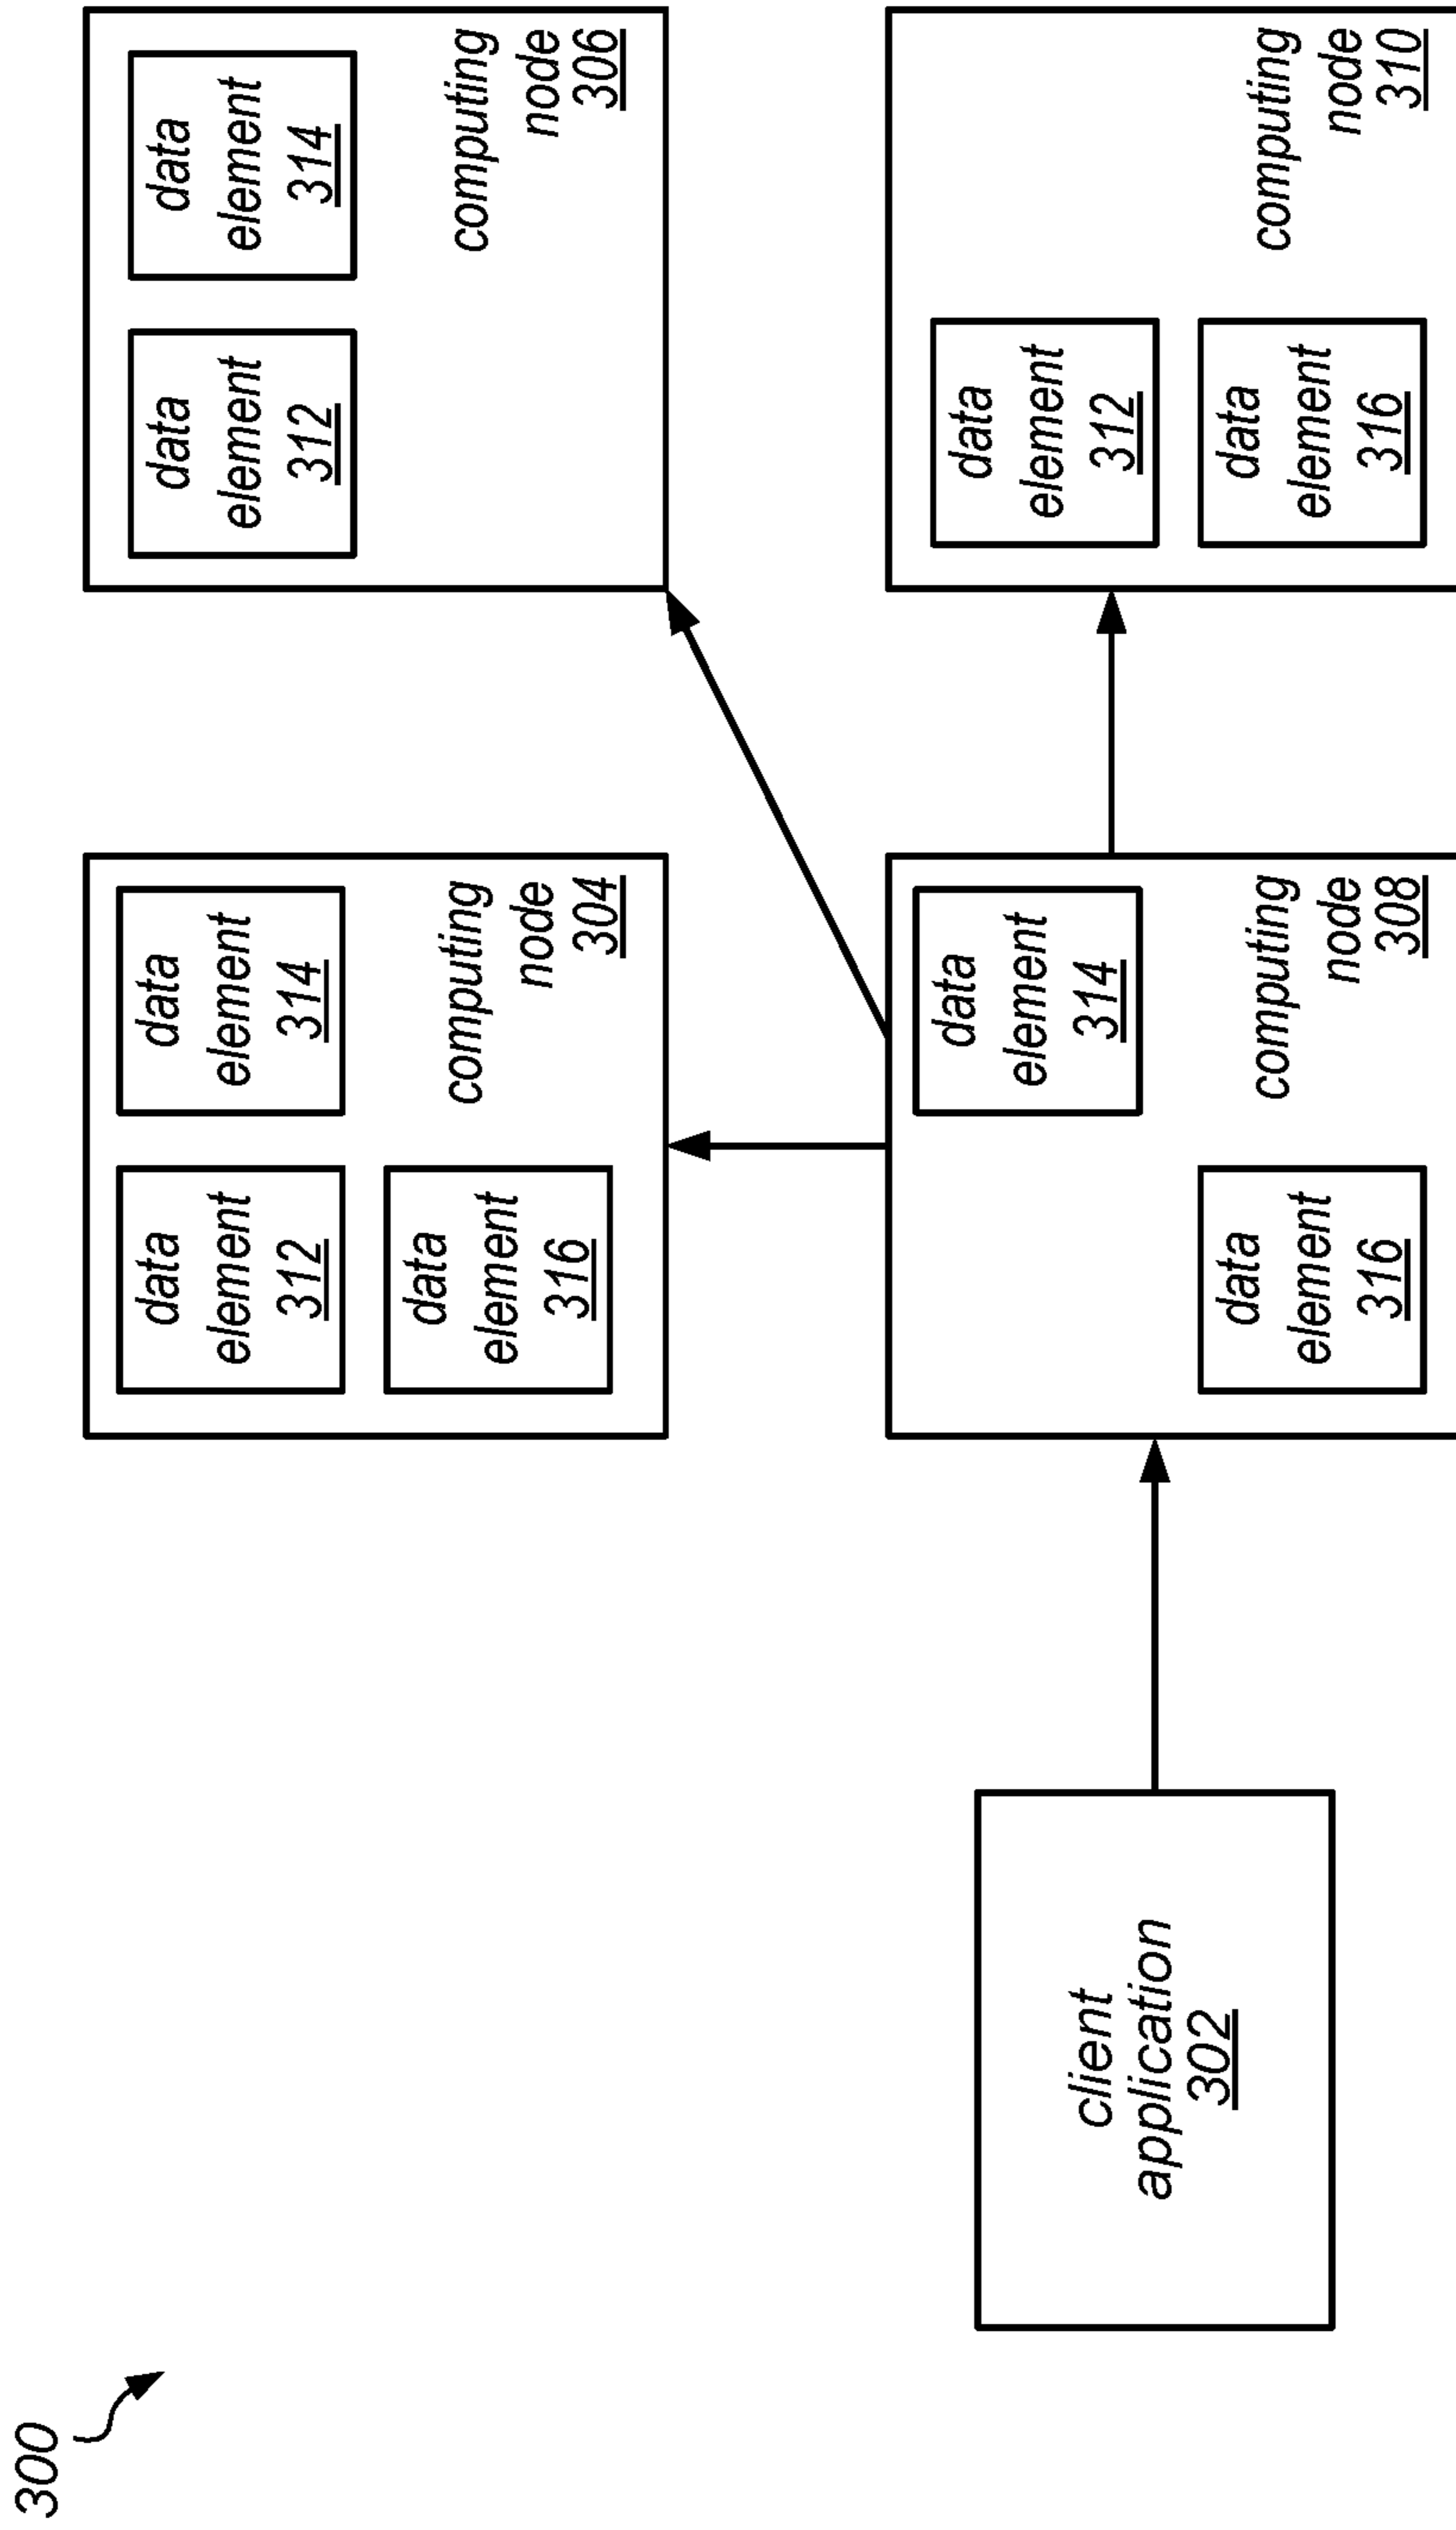 300
data
element
312
data
element
314
data
element
316
computing
node
304
data
element
312
data
element
314
computing
node
306
client
application
302
data
element
314
data
element
316
computing
node
308
data
element
312
data
element
316
computing
node
310